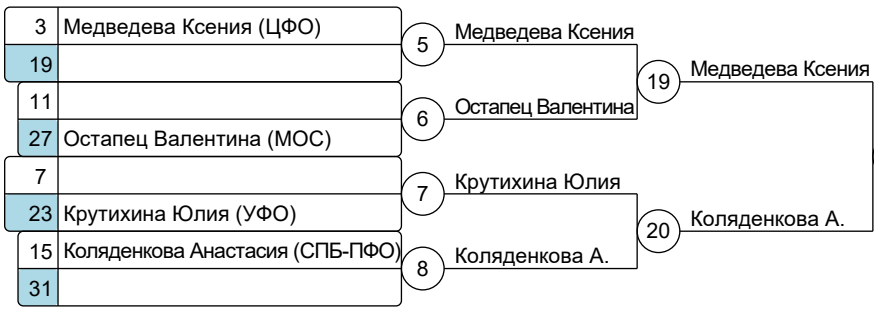 3 Медведева Ксения (ЦФО)
5 Медведева Ксения
19
19 Медведева Ксения
11
6 Остапец Валентина
27 Остапец Валентина (МОС)
7
7 Крутихина Юлия
23 Крутихина Юлия (УФО)
20 Коляденкова А.
15 Коляденкова Анастасия (СПБ-ПФО)
8 Коляденкова А.
31